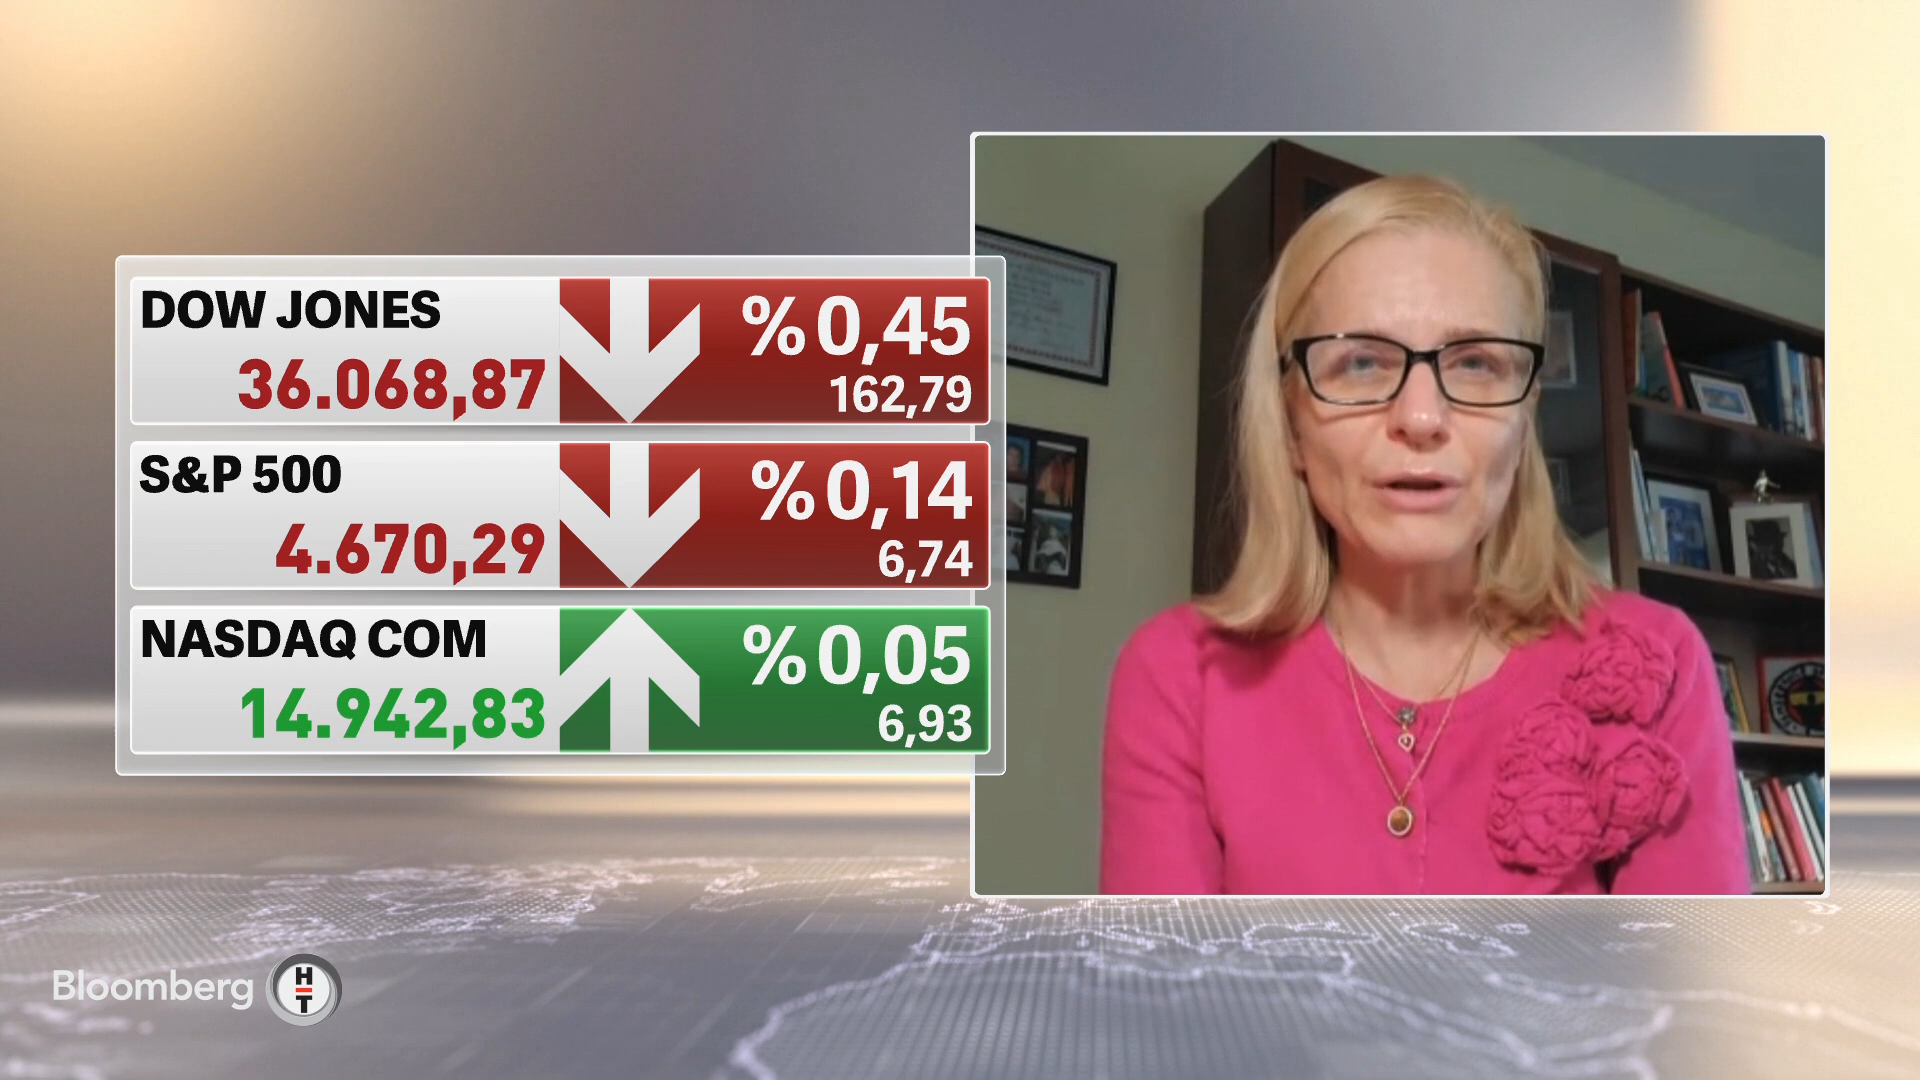 DOW JONES
36.068,87
%0,45
162,79
S&P 500
4.670,29
%0,14
6,74
NASDAQ COM
14.942,83
%0,05
6,93
Bloomberg HT